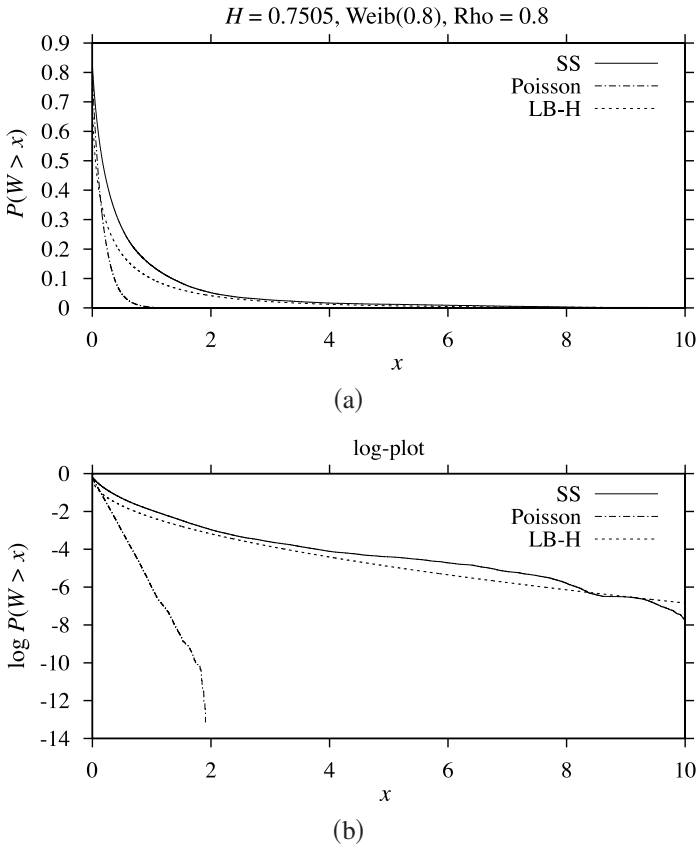 H = 0.7505, Weib(0.8), Rho = 0.8
0.9
0.8
0.7
0.6
0.5
0.4
0.3
0.2
0.1
0
P(W > x)
SS
Poisson
LB-H
0 2 4 6 8 10
x
(a)
log-plot
0
-2
-4
-6
-8
-10
-12
-14
log P(W > x)
SS
Poisson
LB-H
0 2 4 6 8 10
x
(b)